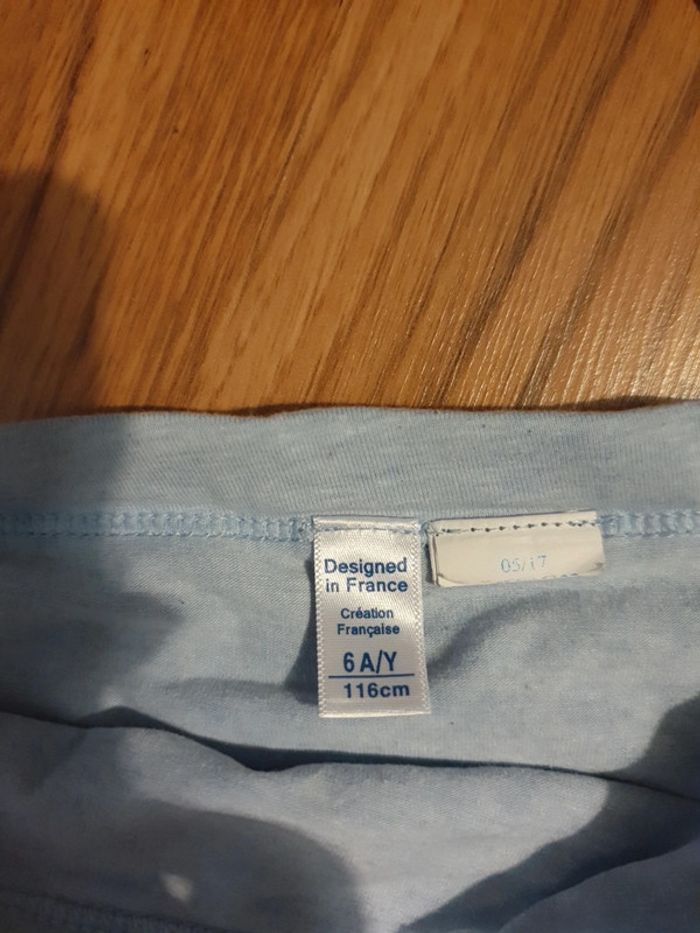 Designed
in France
Création
Française
6 A/Y
116cm
05/17